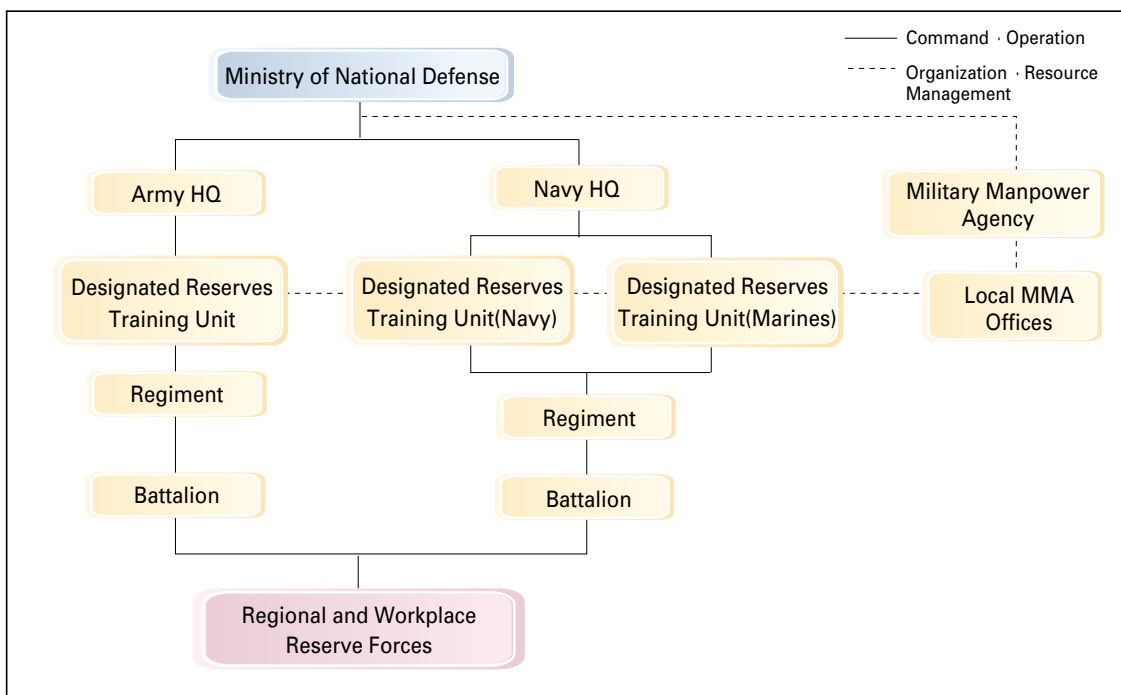 Command · Operation
Organization · Resource
Management
Ministry of National Defense
Army HQ
Navy HQ
Military Manpower
Agency
Designated Reserves
Training Unit
Designated Reserves
Training Unit(Navy)
Designated Reserves
Training Unit(Marines)
Local MMA
Offices
Regiment
Regiment
Battalion
Battalion
Regional and Workplace
Reserve Forces